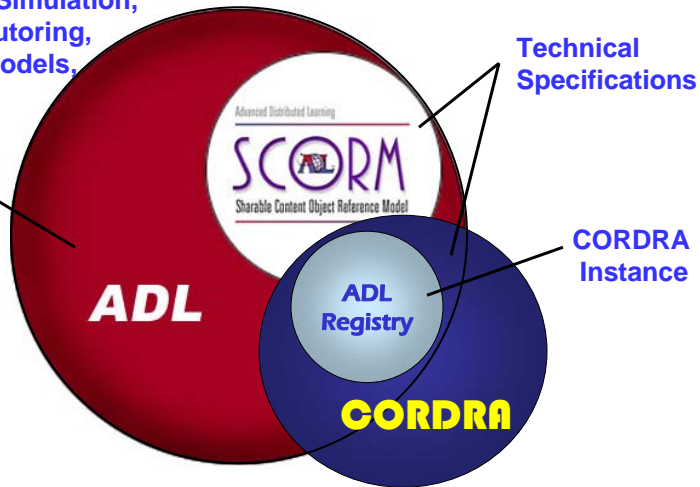 Simulation,
utoring,
odels,
Technical
Specifications
Advanced Distributed Learning
SCORM
ADL
Sharable Content Object Reference Model
CORDRA
Instance
ADL
ADL
Registry
CORDRA